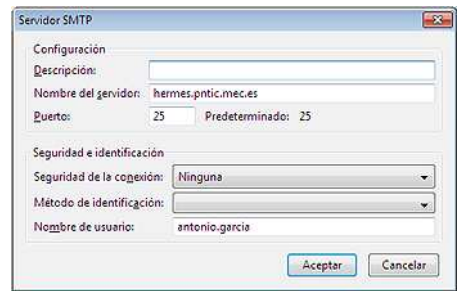 Servidor SMTP
Configuración
Descripción:
Nombre del servidor: hermes.pntic.mec.es
Puerto: 25 Predeterminado: 25
Seguridad e identificación
Seguridad de la conexión: Ninguna
Método de identificación:
Nombre de usuario: antonio.garcia
Aceptar Cancelar